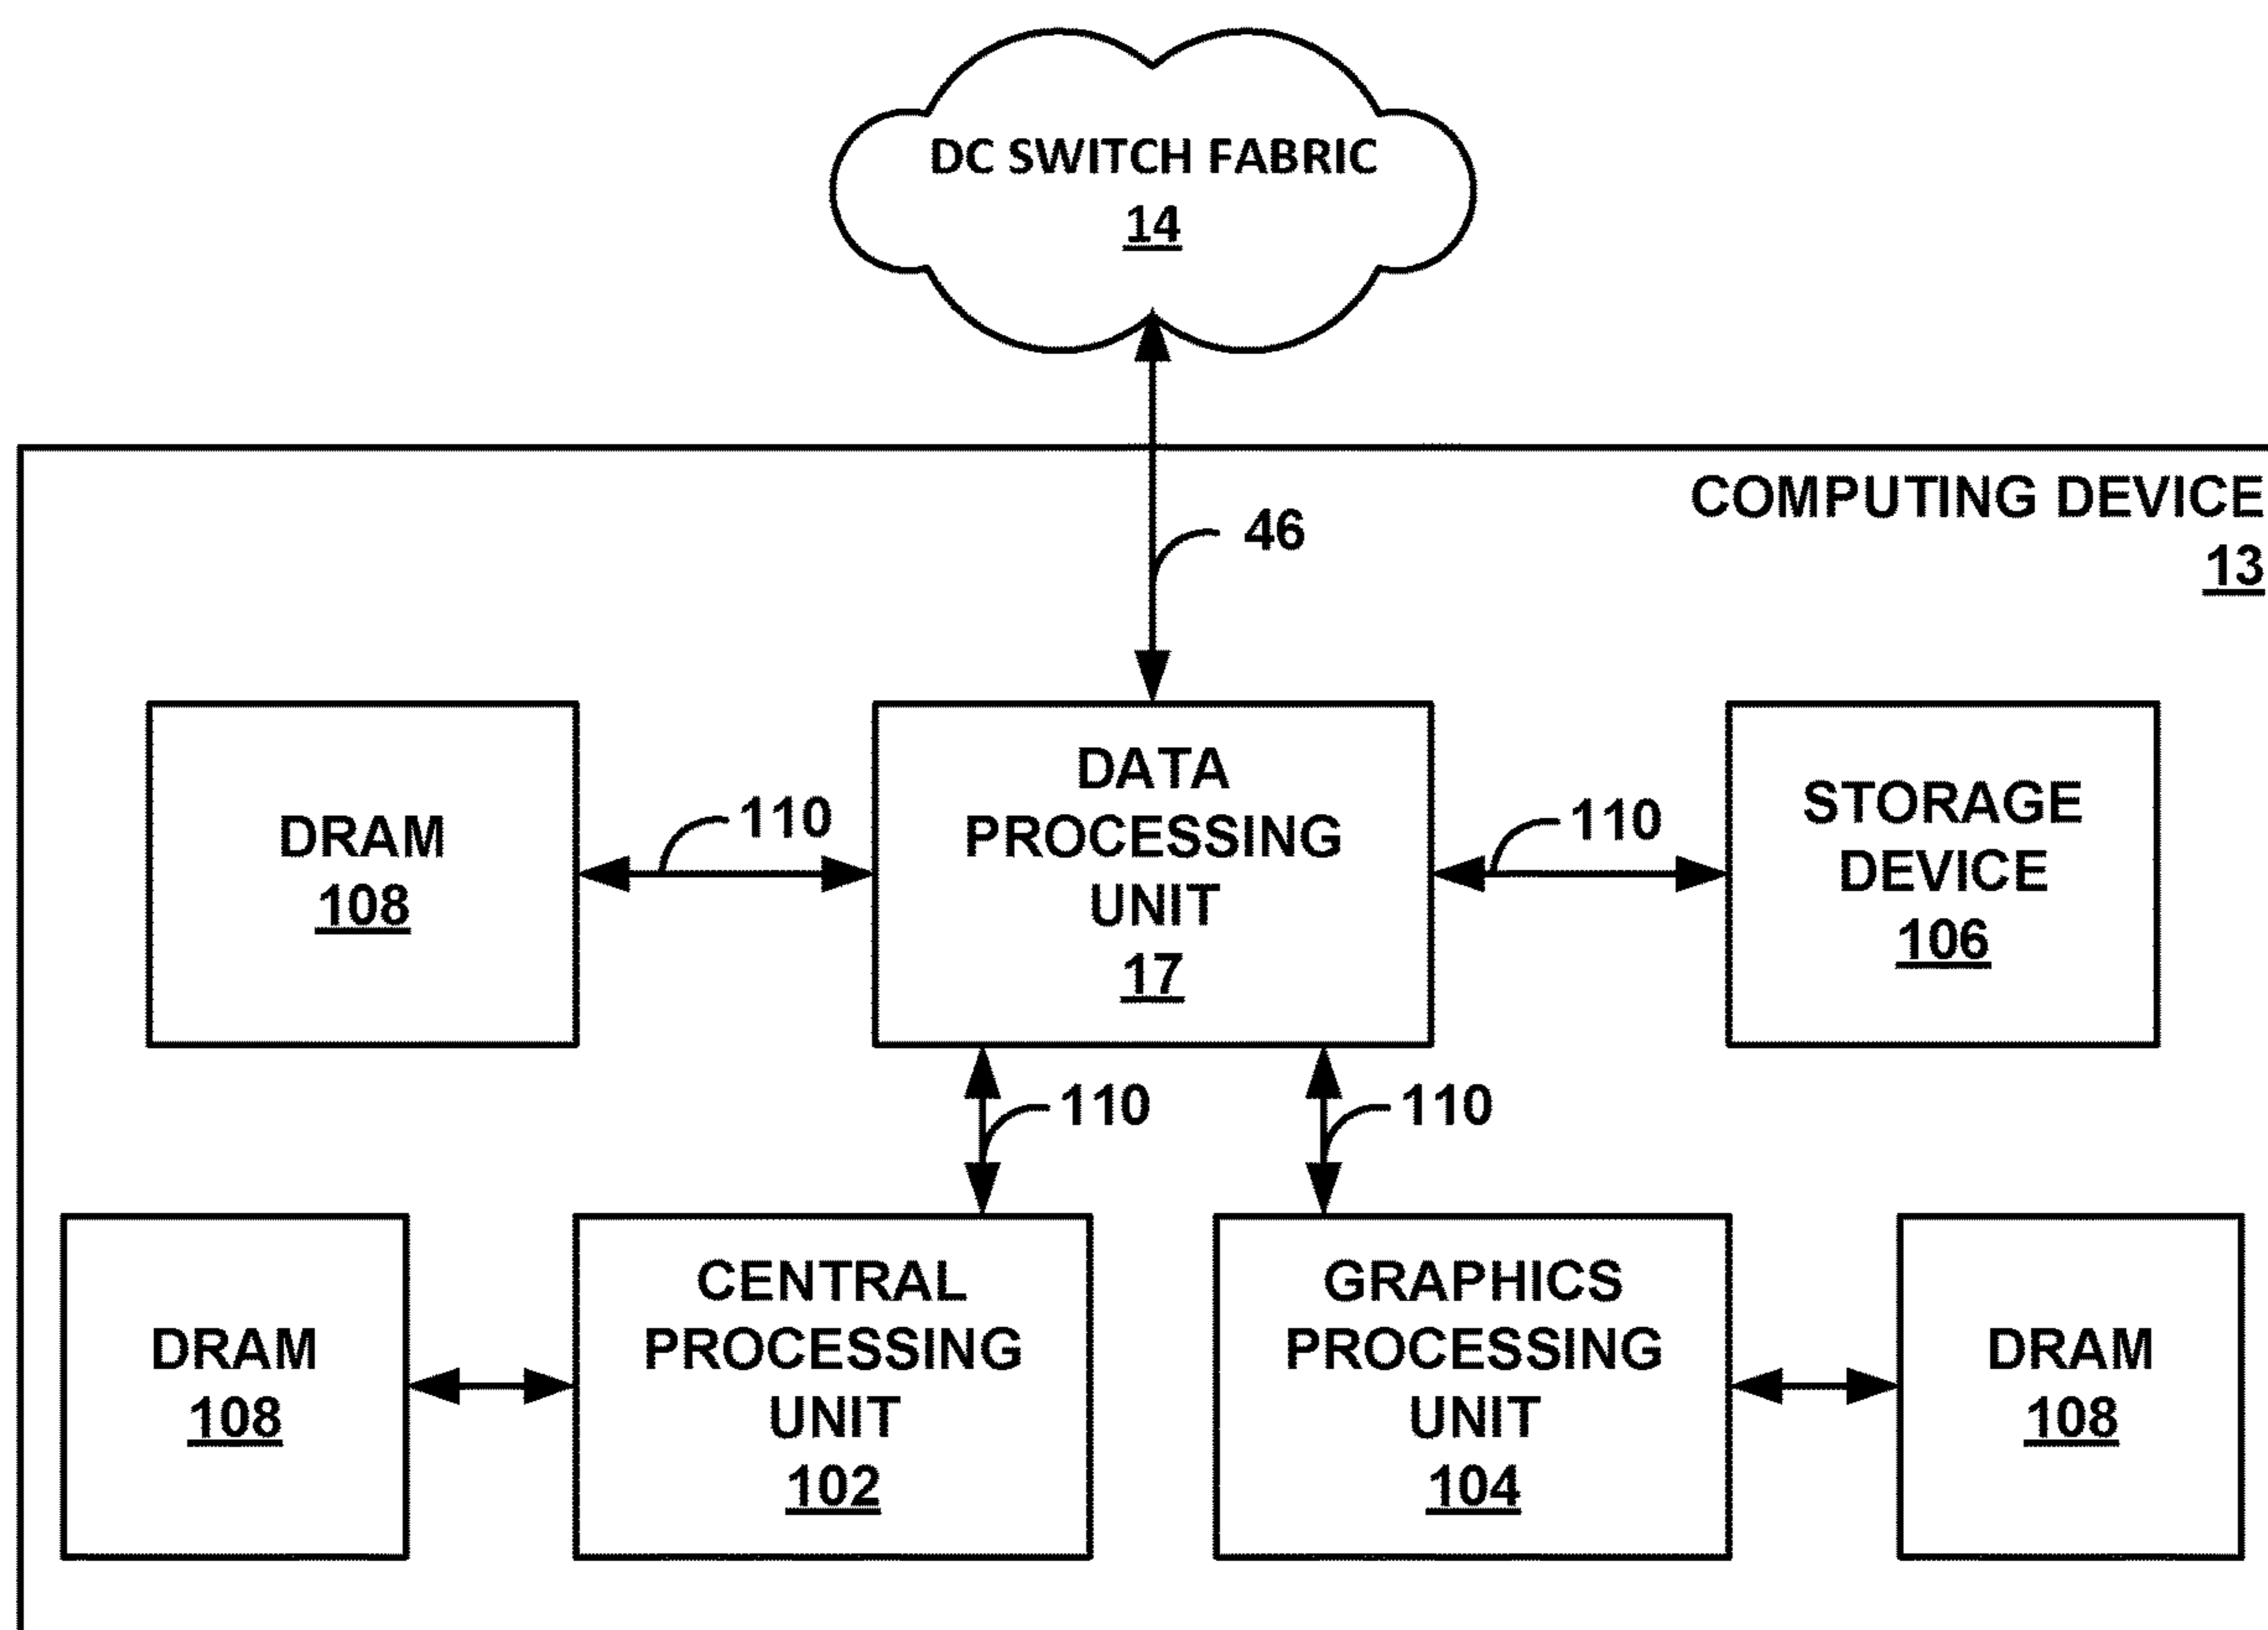 DC SWITCH FABRIC
14
COMPUTING DEVICE
13
46
DRAM
108
110
DATA
PROCESSING
UNIT
17
110
STORAGE
DEVICE
106
110
110
DRAM
108
CENTRAL
PROCESSING
UNIT
102
GRAPHICS
PROCESSING
UNIT
104
DRAM
108